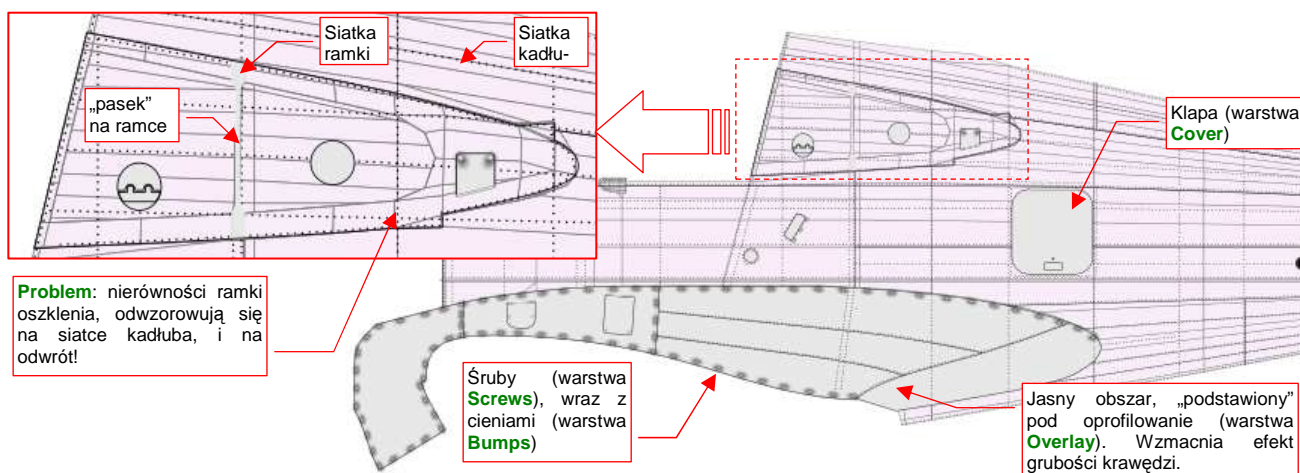 Siatka
ramki
Siatka
kadłu-
„pasek”
na ramce
Klapa (warstwa
Cover)
Problem: nierówności ramki
oszklenia, odwzorowują się
na siatce kadłuba, i na
odwrót!
Śruby (warstwa
Screws), wraz z
cieniami (warstwa
Bumps)
Jasny obszar, „podstawiony”
pod oprofilowanie (warstwa
Overlay). Wzmacnia efekt
grubości krawędzi.